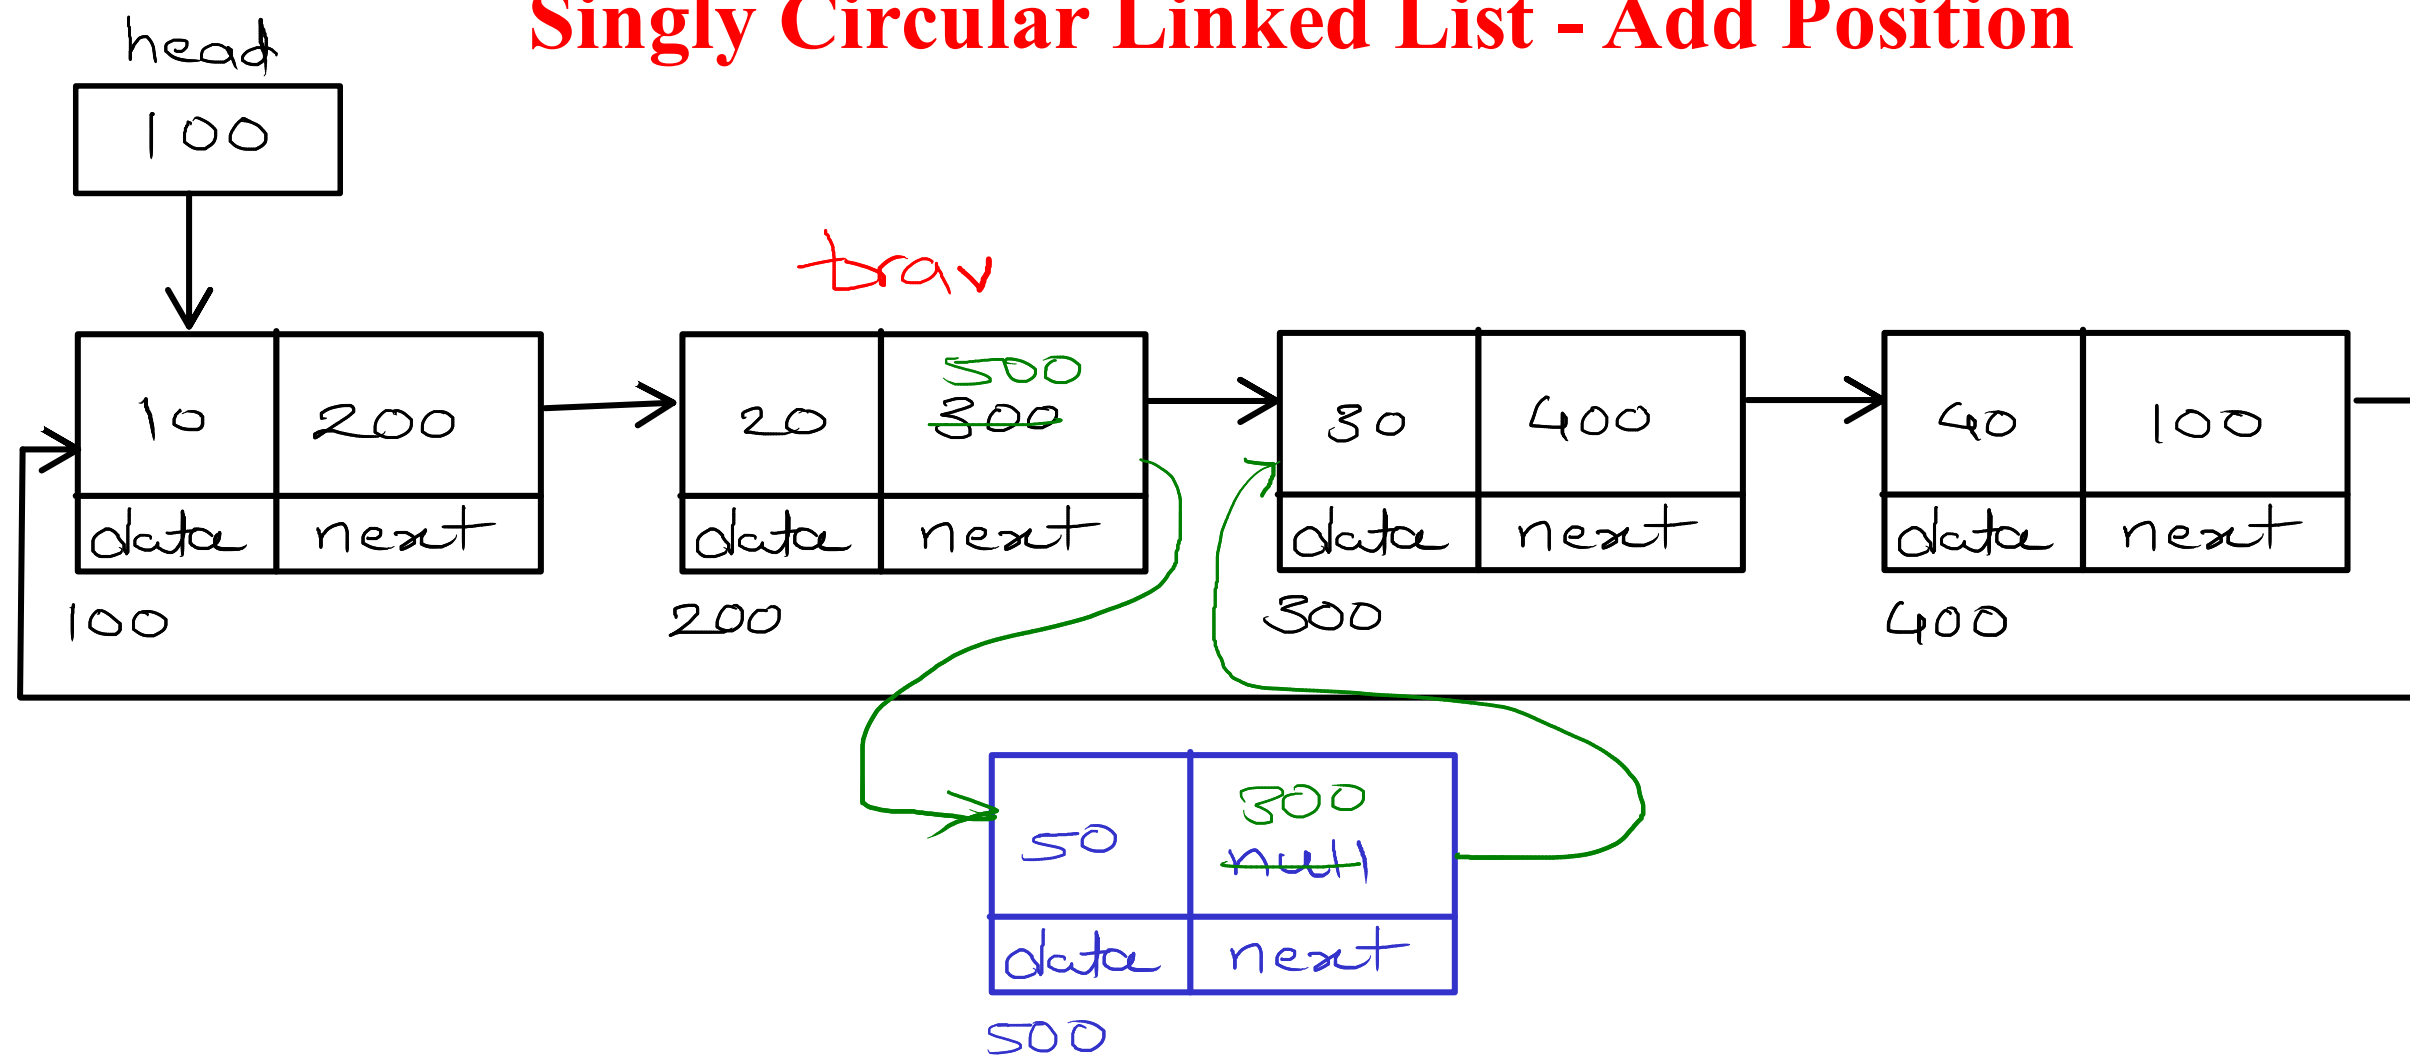 Singly Circular Linked List - Add Position
head
100
trav
10 200
data next
100
500
20 300
data next
200
30 400
data next
300
40 100
data next
400
300
50 null
data next
500